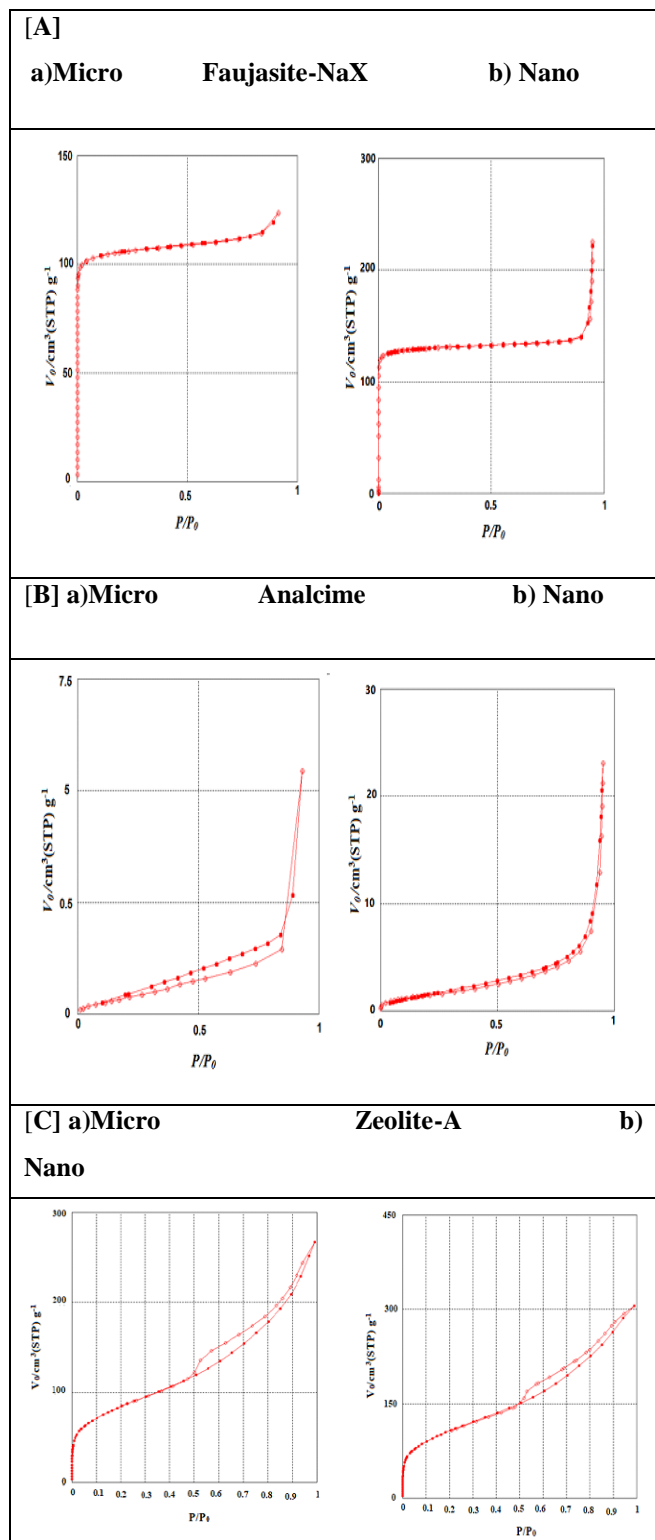 [A]
a)Micro Faujasite-NaX b) Nano
150
100
50
0
0 0.5 1
V₀/cm³(STP) g⁻¹
P/P₀
300
200
100
0
0 0.5 1
V₀/cm³(STP) g⁻¹
P/P₀
[B] a)Micro Analcime b) Nano
7.5
5
0.5
0
0.5 1
V₀/cm³(STP) g⁻¹
P/P₀
30
20
10
0
0 0.5 1
V₀/cm³(STP) g⁻¹
P/P₀
[C] a)Micro Zeolite-A b)
Nano
300
200
100
0
0 0.1 0.2 0.3 0.4 0.5 0.6 0.7 0.8 0.9 1
V₀/cm³(STP) g⁻¹
P/P₀
450
300
150
0
0 0.1 0.2 0.3 0.4 0.5 0.6 0.7 0.8 0.9 1
V₀/cm³(STP) g⁻¹
P/P₀